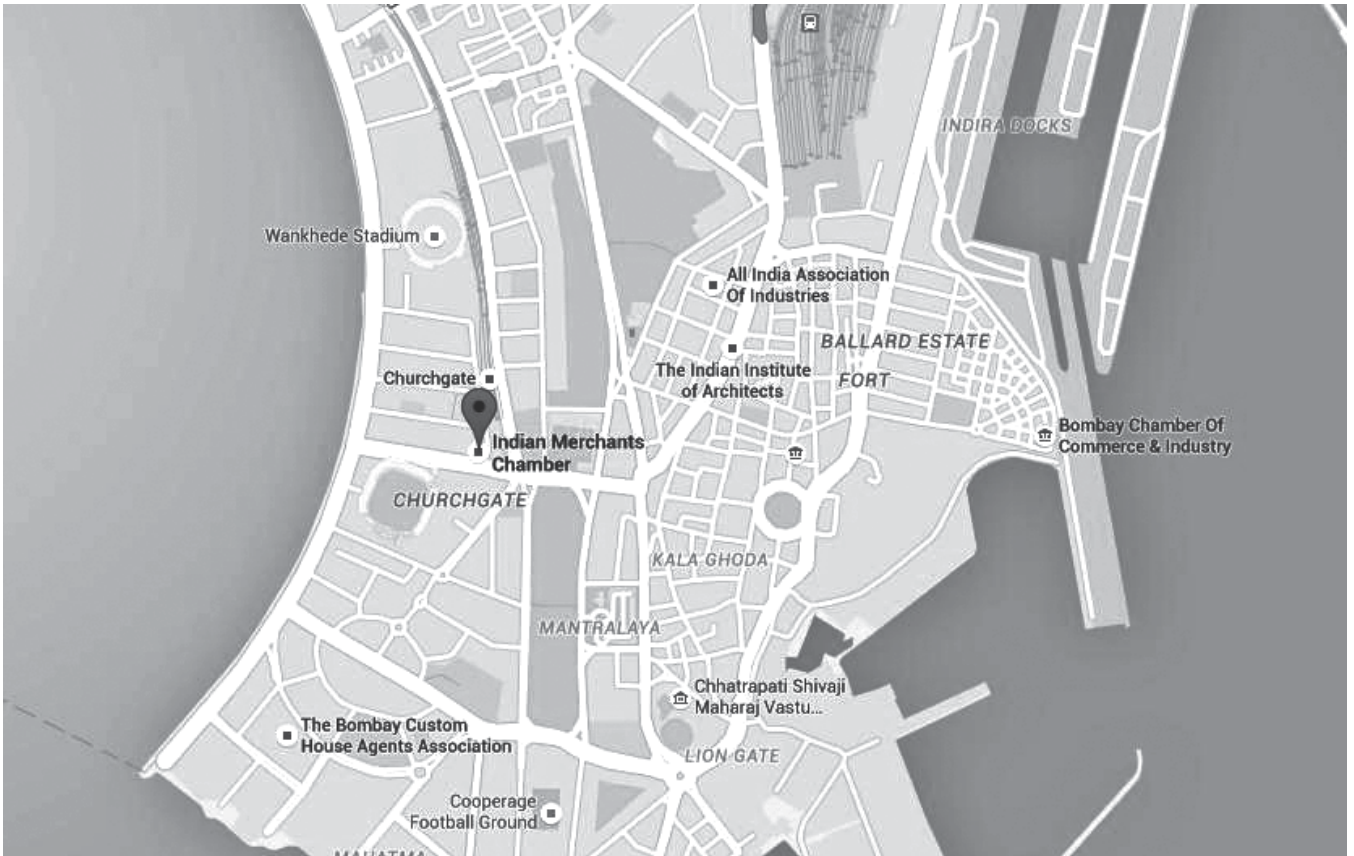 INDIRA DOCKS
Wankhede Stadium
All India Association
Of Industries
BALLARD ESTATE
The Indian Institute
of Architects
FORT
Churchgate
Bombay Chamber Of
Commerce & Industry
Indian Merchants
Chamber
CHURCHGATE
KALA GHODA
MANTRALAYA
Chhatrapati Shivaji
Maharaj Vastu...
The Bombay Custom
House Agents Association
LION GATE
Cooperage
Football Ground
MAHATMA